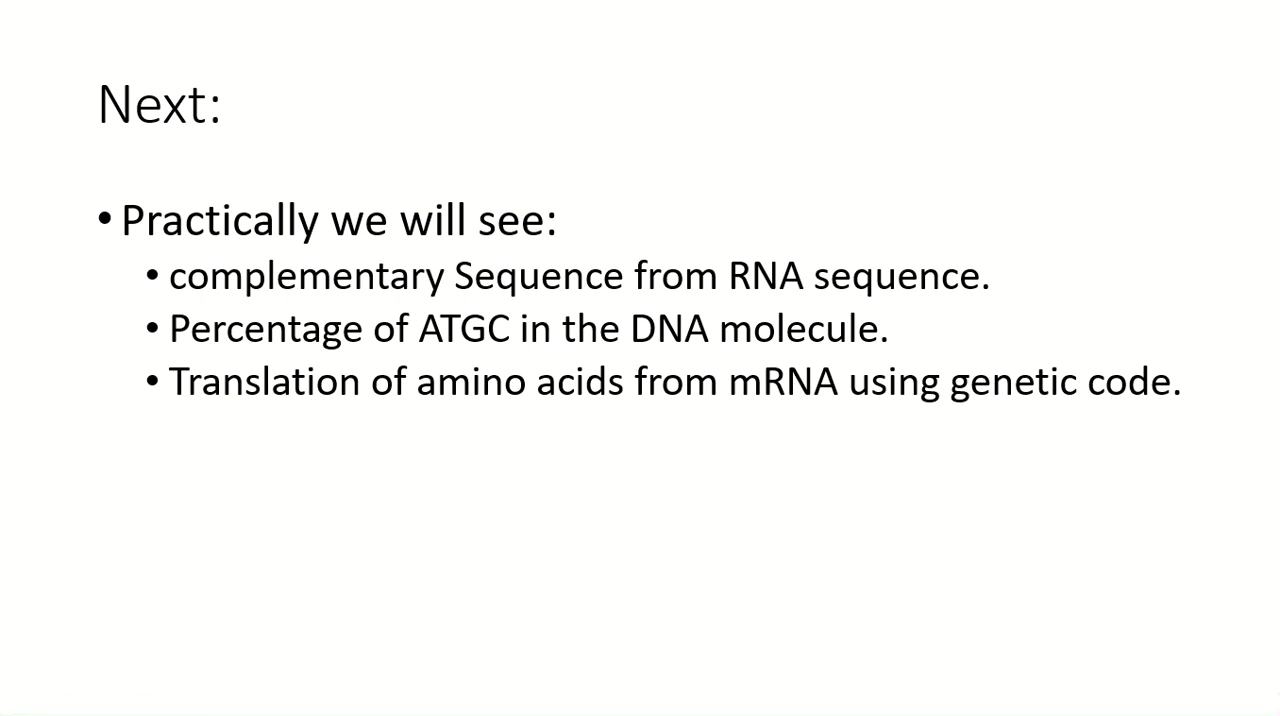 Next:
• Practically we will see:
• complementary Sequence from RNA sequence.
• Percentage of ATGC in the DNA molecule.
• Translation of amino acids from mRNA using genetic code.